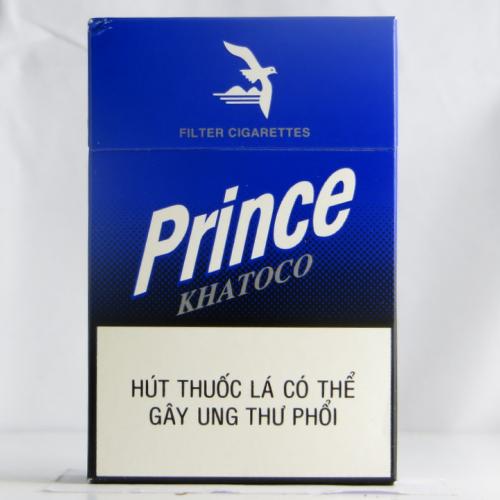 FILTER CIGARETTES
Prince
KHATOCO
HÚT THUỐC LÁ CÓ THỂ
GÂY UNG THƯ PHỔI